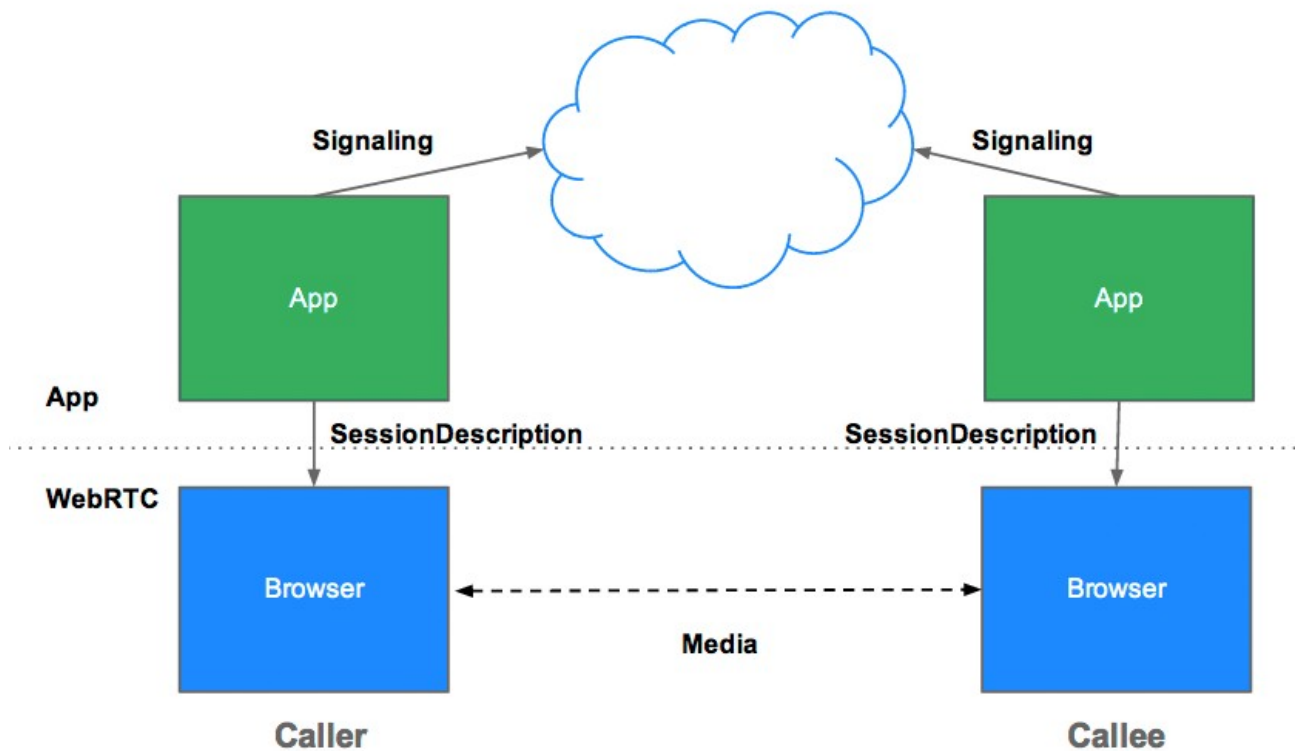 Signaling
Signaling
App
App
App
SessionDescription
SessionDescription
WebRTC
Browser
Browser
Media
Caller
Callee